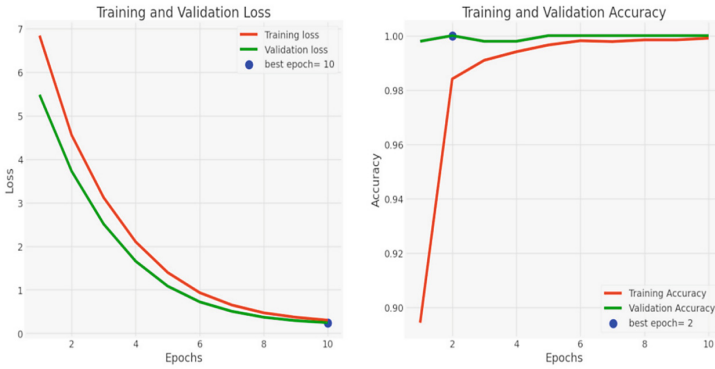 Training and Validation Loss
7
6
5
4
3
2
1
0
Loss
2
4
6
8
10
Epochs
Training loss
Validation loss
best epoch= 10
Training and Validation Accuracy
1.00
0.98
0.96
0.94
0.92
0.90
Accuracy
2
4
6
8
10
Epochs
Training Accuracy
Validation Accuracy
best epoch= 2